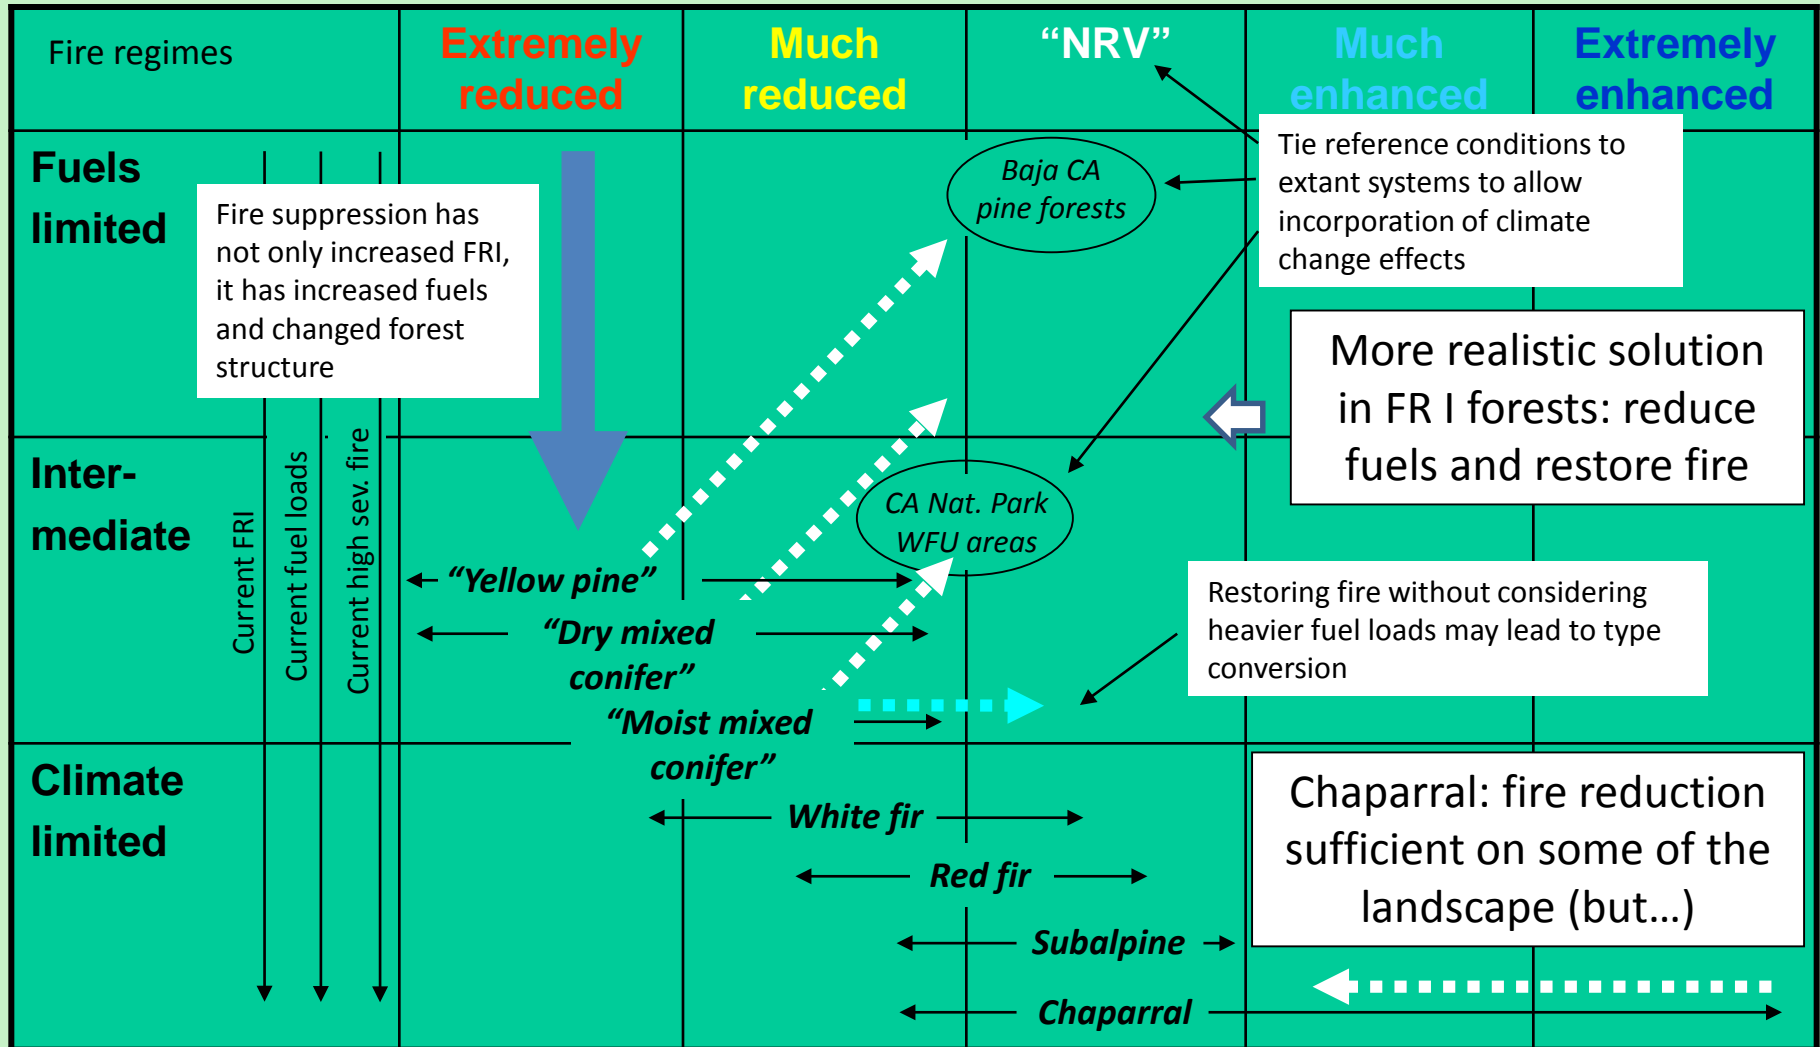 Fire regimes
Extremely
reduced
Much
reduced
“NRV”
Much
enhanced
Extremely
enhanced
Fuels
limited
Fire suppression has
not only increased FRI,
it has increased fuels
and changed forest
structure
Baja CA
pine forests
Tie reference conditions to
extant systems to allow
incorporation of climate
change effects
More realistic solution
in FR I forests: reduce
fuels and restore fire
Inter-
mediate
Current FRI
Current fuel loads
Current high sev. fire
CA Nat. Park
WFU areas
“Yellow pine”
“Dry mixed
conifer”
“Moist mixed
conifer”
Restoring fire without considering
heavier fuel loads may lead to type
conversion
Climate
limited
White fir
Red fir
Subalpine
Chaparral
Chaparral: fire reduction
sufficient on some of the
landscape (but…)